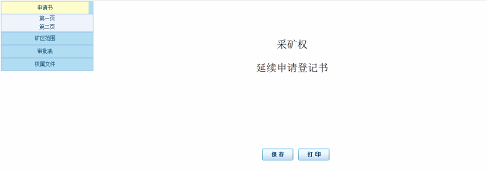 申请书
第一页
第二页
矿区范围
审批表
权属文件
采矿权
延续申请登记书
保 存
打 印